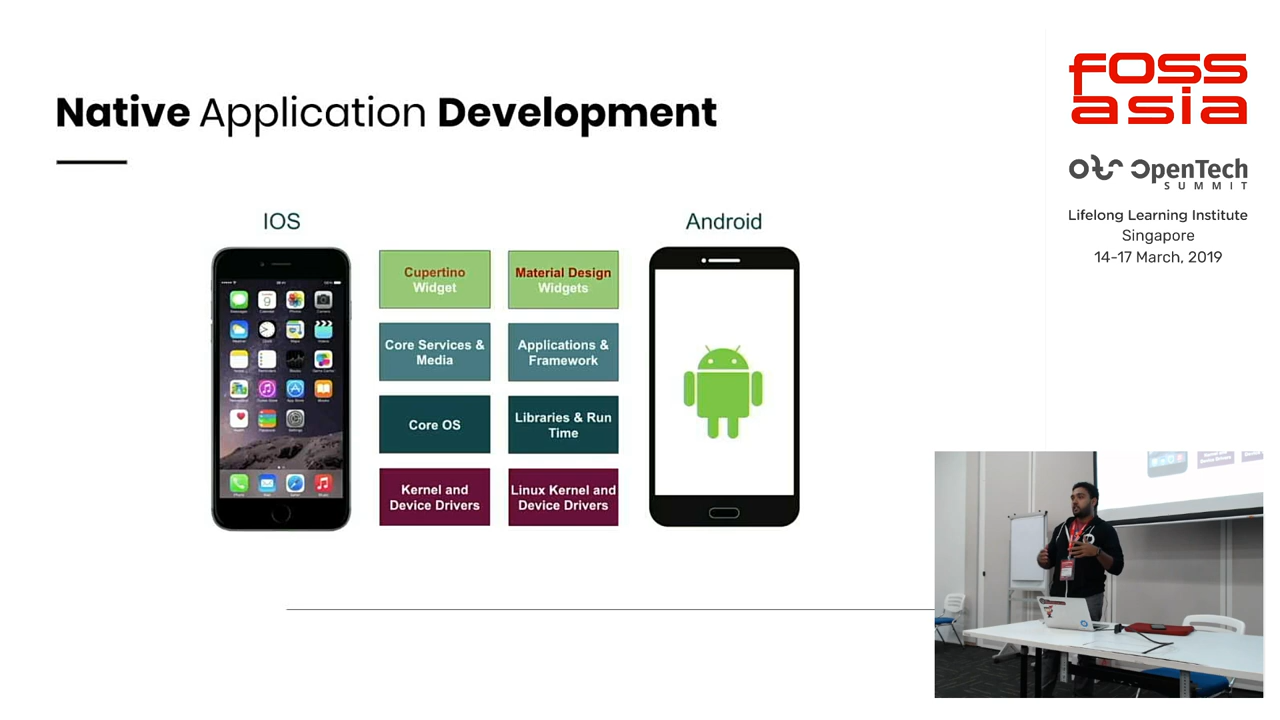 Native Application Development
IOS
Android
Cupertino
Widget
Material Design
Widgets
Core Services &
Media
Applications &
Framework
Core OS
Libraries & Run
Time
Kernel and
Device Drivers
Linux Kernel and
Device Drivers
foss
asia
OpenTech
SUMMIT
Lifelong Learning Institute
Singapore
14-17 March, 2019